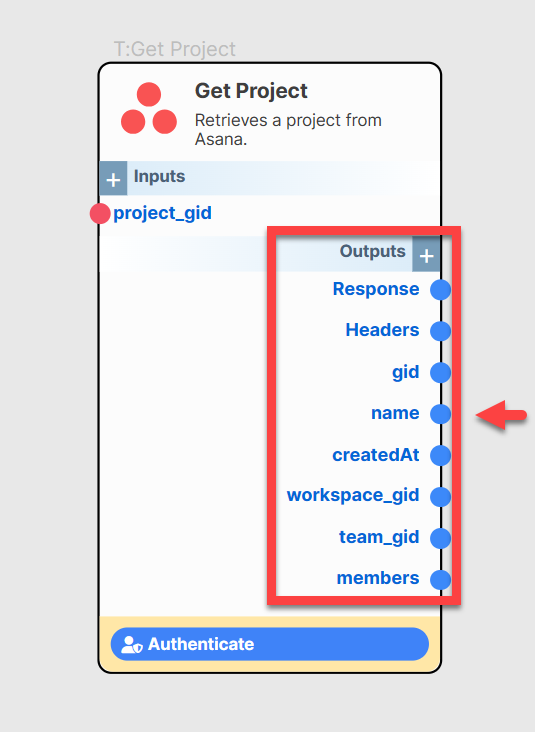 T:Get Project
Get Project
Retrieves a project from
Asana.
+ Inputs
project_gid
Outputs +
Response
Headers
gid
name
createdAt
workspace_gid
team_gid
members
Authenticate